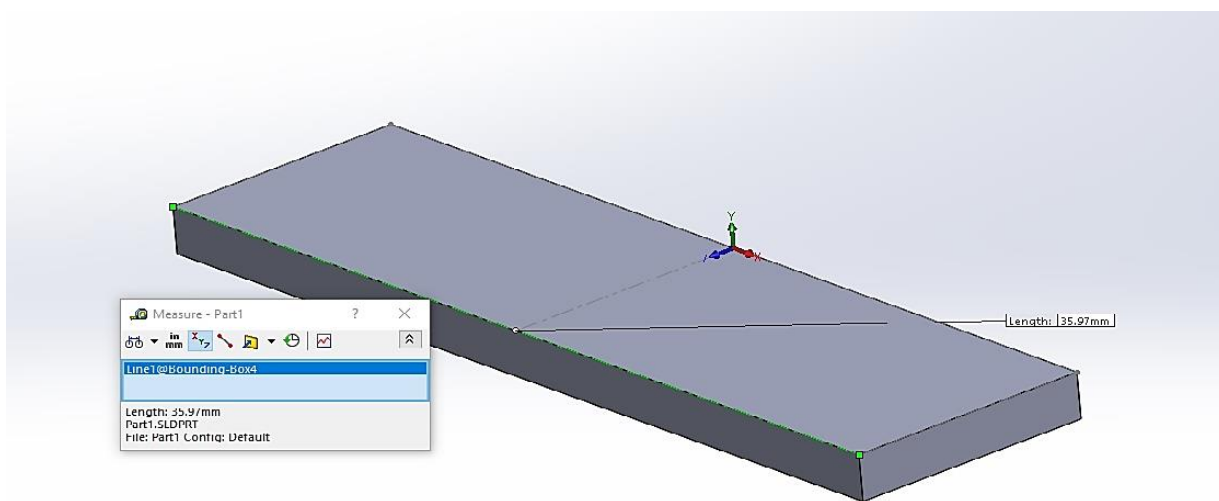 Y
X
Length: 35.97mm
Measure - Part1
?
in
mm
XYZ
Line1@Bounding-Box4
Length: 35.97mm
Part1.SLDPRT
File: Part1 Config: Default